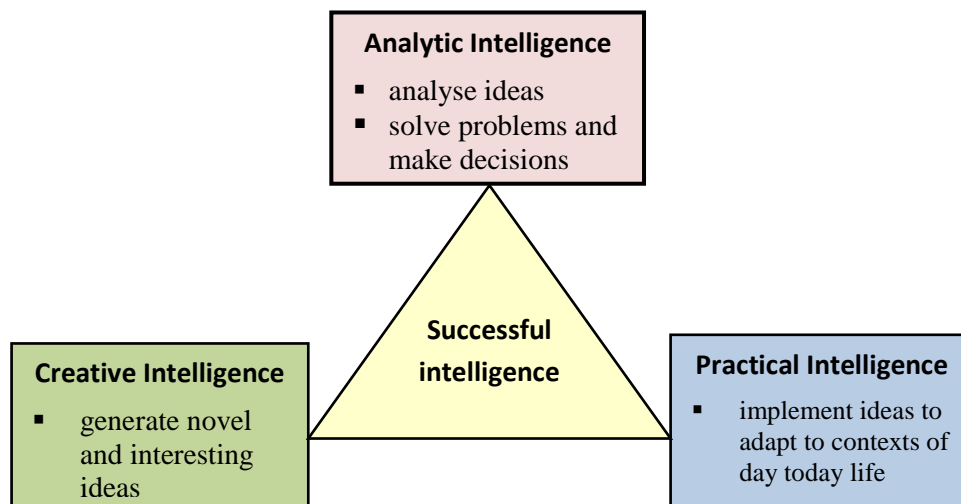 Analytic Intelligence
▪ analyse ideas
▪ solve problems and
make decisions
Successful
intelligence
Creative Intelligence
▪ generate novel
and interesting
ideas
Practical Intelligence
▪ implement ideas to
adapt to contexts of
day today life